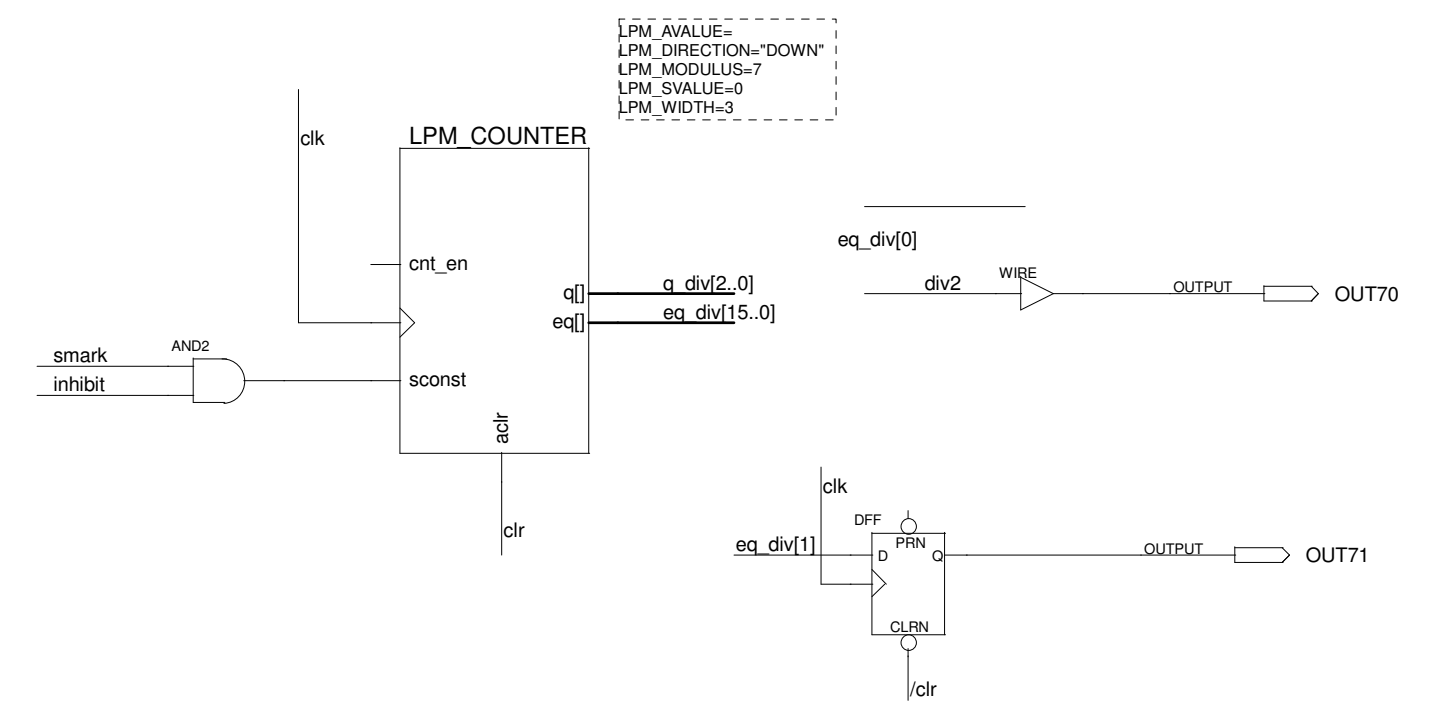 LPM_AVALUE=
LPM_DIRECTION="DOWN"
LPM_MODULUS=7
LPM_SVALUE=0
LPM_WIDTH=3
clk
LPM_COUNTER
cnt_en
q[]
eq[]
q_div[2..0]
eq_div[15..0]
smark
inhibit
AND2
sconst
aclr
clr
eq_div[0]
div2
WIRE
OUTPUT
OUT70
clk
DFF
PRN
eq_div[1]
D
Q
OUTPUT
OUT71
CLRN
/clr